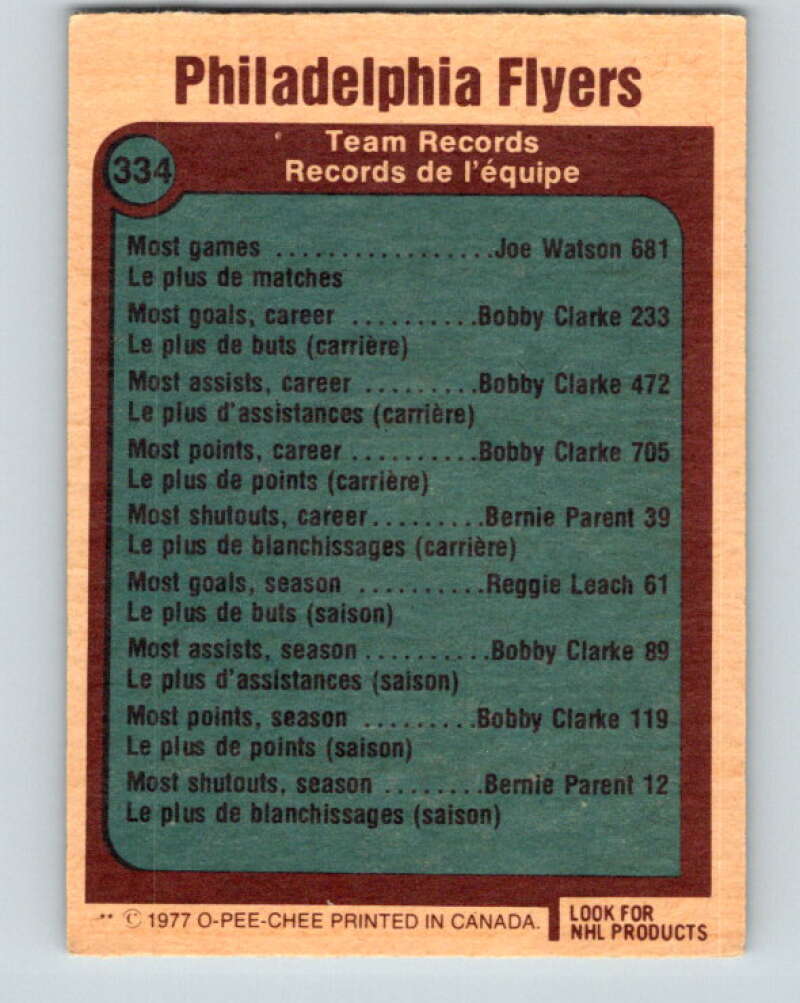 Philadelphia Flyers
334
Team Records
Records de l'équipe
Most games ..................Joe Watson 681
Le plus de matches
Most goals, career ..........Bobby Clarke 233
Le plus de buts (carrière)
Most assists, career .........Bobby Clarke 472
Le plus d'assistances (carrière)
Most points, career ..........Bobby Clarke 705
Le plus de points (carrière)
Most shutouts, career.........Bernie Parent 39
Le plus de blanchissages (carrière)
Most goals, season ..........Reggie Leach 61
Le plus de buts (saison)
Most assists, season ..........Bobby Clarke 89
Le plus d'assistances (saison)
Most points, season .........Bobby Clarke 119
Le plus de points (saison)
Most shutouts, season ........Bernie Parent 12
Le plus de blanchissages (saison)
** © 1977 O-PEE-CHEE PRINTED IN CANADA.
LOOK FOR
NHL PRODUCTS